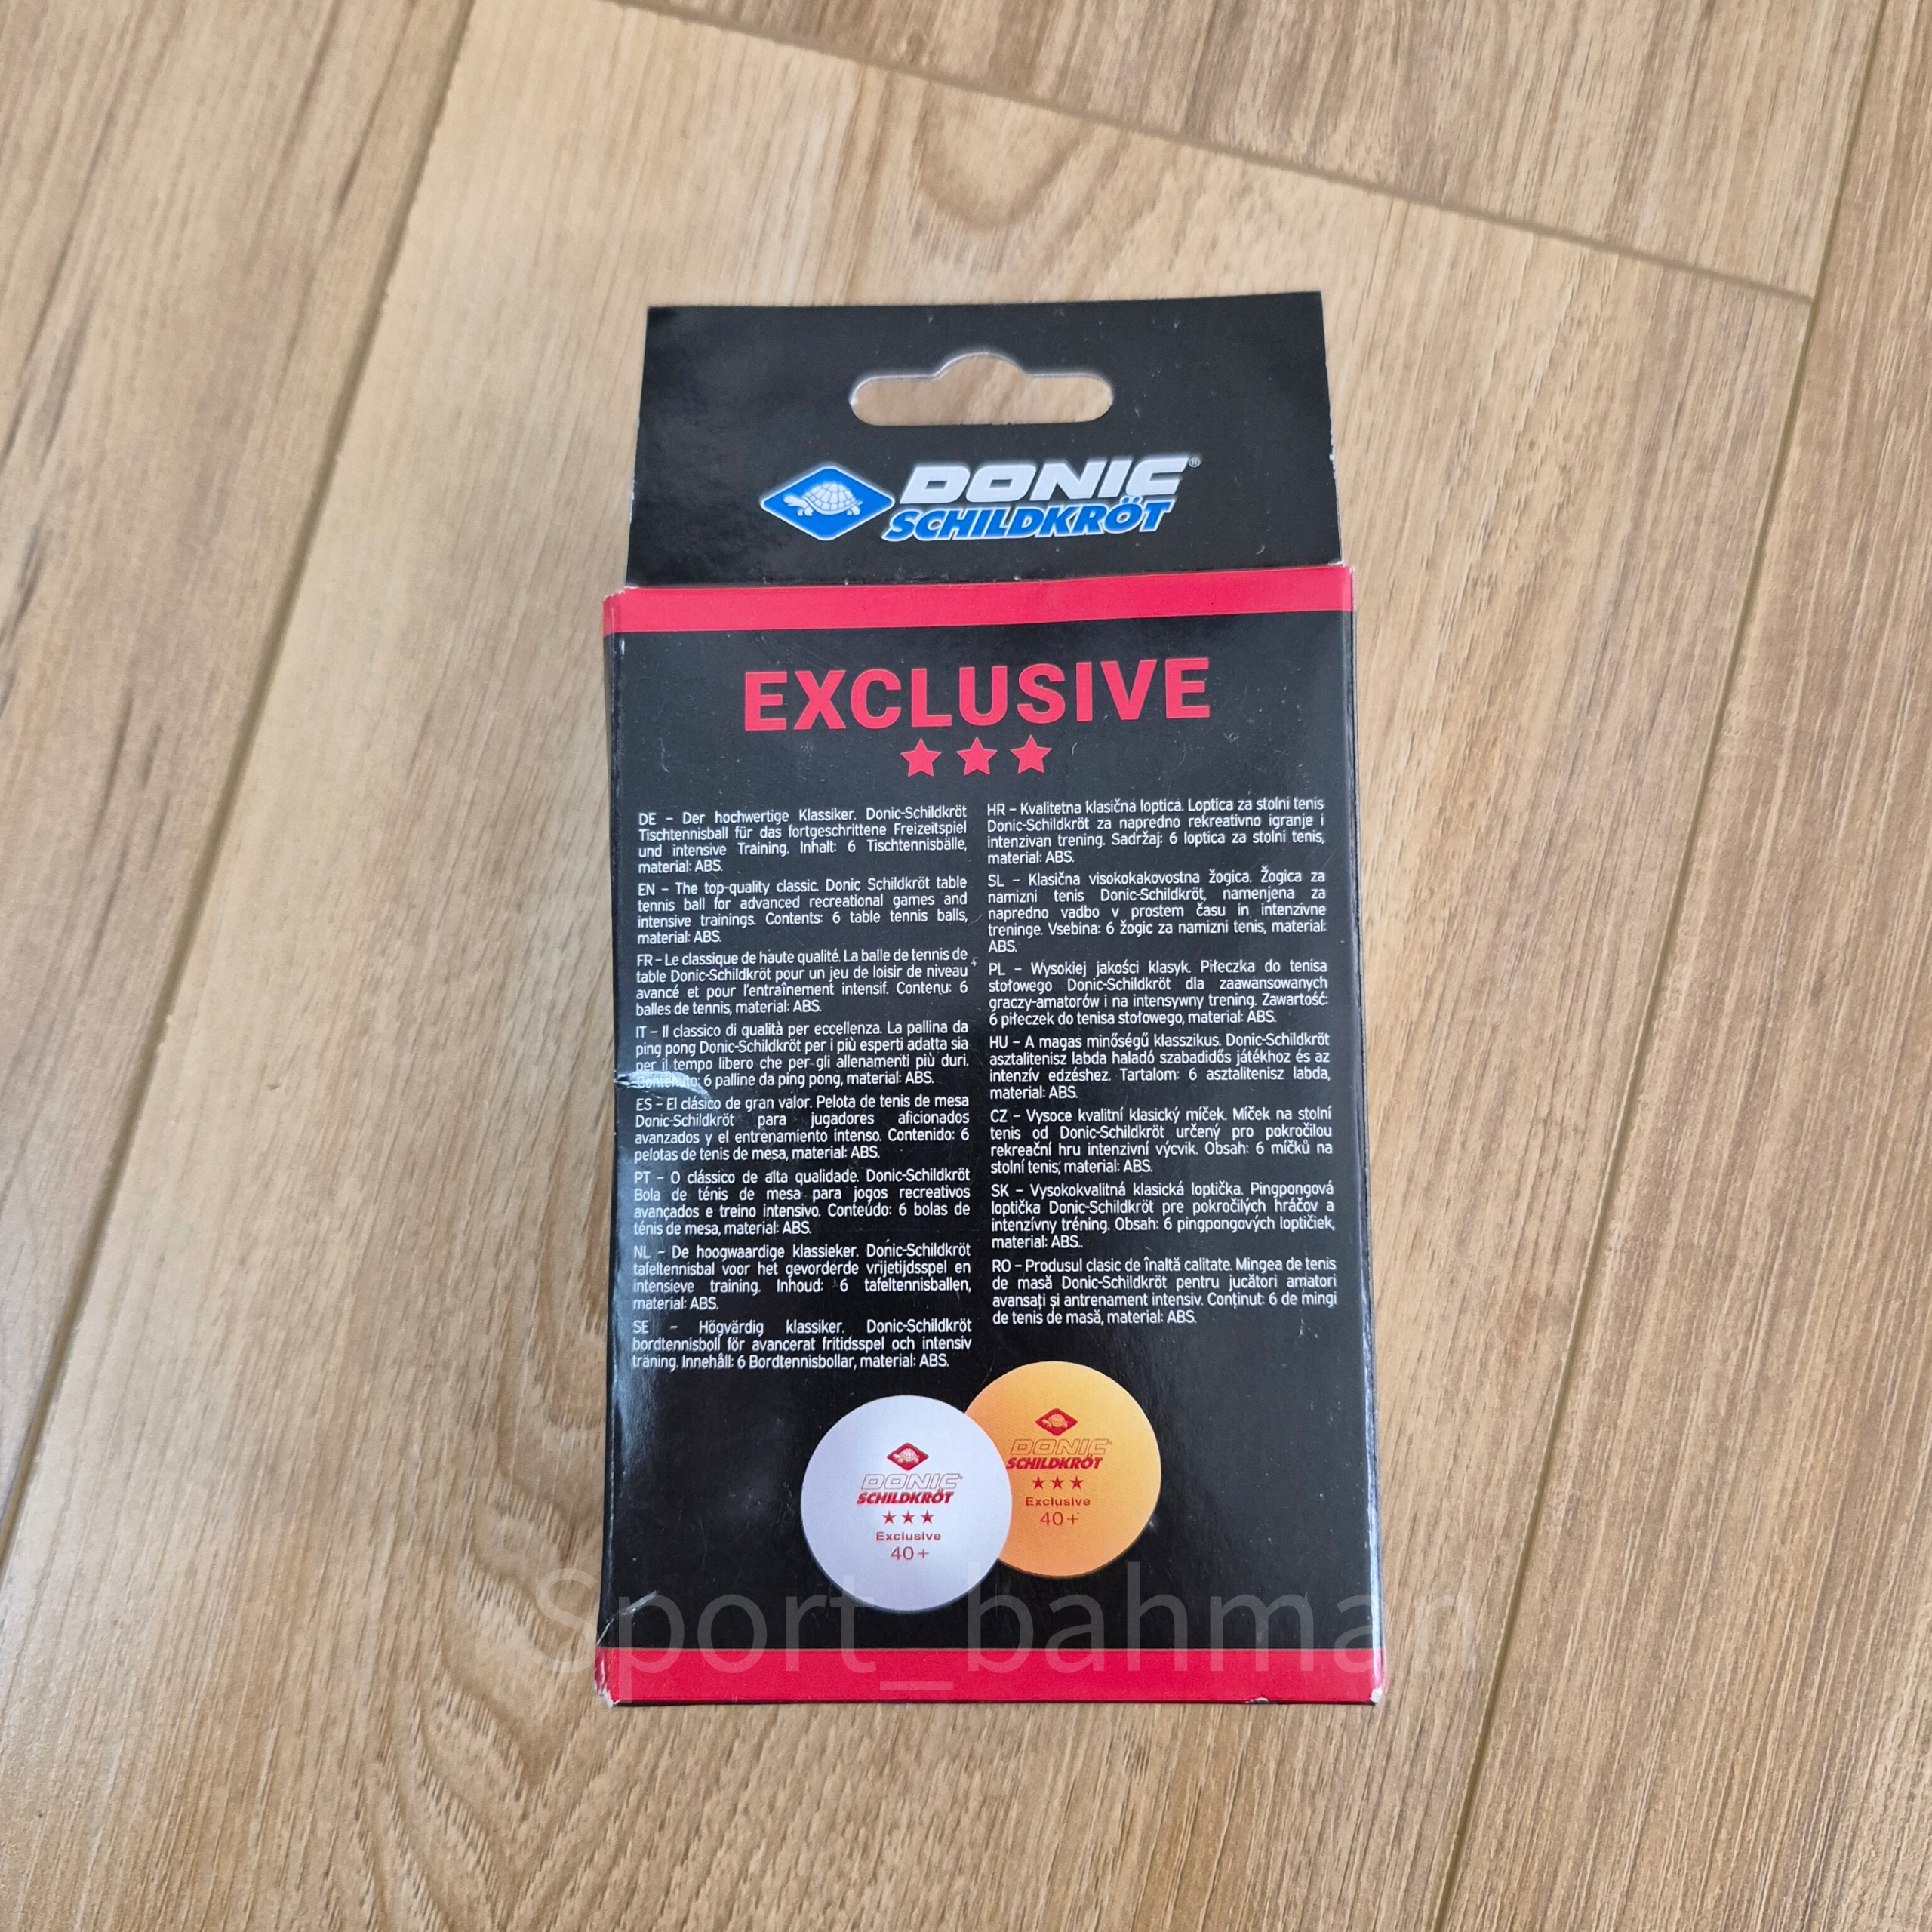 DONIC®
SCHILDKRÖT
EXCLUSIVE
DE – Der hochwertige Klassiker. Donic-Schildkröt
Tischtennisball für das fortgeschrittene Freizeitspiel
und intensive Training. Inhalt: 6 Tischtennisbälle,
material: ABS.
EN – The top-quality classic. Donic Schildkröt table
tennis ball for advanced recreational games and
intensive trainings. Contents: 6 table tennis balls,
material: ABS.
FR – Le classique de haute qualité. La balle de tennis de
table Donic-Schildkröt pour un jeu de loisir de niveau
avancé et pour l'entraînement intensif. Contenu: 6
balles de tennis, material: ABS.
IT – Il classico di qualità per eccellenza. La pallina da
ping pong Donic-Schildkröt per i più esperti adatta sia
per il tempo libero che per gli allenamenti più duri.
Contenuto: 6 palline da ping pong, material: ABS.
ES – El clásico de gran valor. Pelota de tenis de mesa
Donic-Schildkröt para jugadores aficionados
avanzados y el entrenamiento intenso. Contenido: 6
pelotas de tenis de mesa, material: ABS.
PT – O clássico de alta qualidade. Donic-Schildkröt
Bola de ténis de mesa para jogos recreativos
avançados e treino intensivo. Conteúdo: 6 bolas de
ténis de mesa, material: ABS.
NL – De hoogwaardige klassieker. Donic-Schildkröt
tafeltennisbal voor het gevorderde vrijetijdsspel en
intensieve training. Inhoud: 6 tafeltennisballen,
material: ABS.
SE – Högvärdig klassiker. Donic-Schildkröt
bordtennisboll för avancerat fritidsspel och intensiv
träning. Innehåll: 6 Bordtennisbollar, material: ABS.
HR – Kvalitetna klasična loptica. Loptica za stolni tenis
Donic-Schildkröt za napredno rekreativno igranje i
intenzivan trening. Sadržaj: 6 loptica za stolni tenis,
material: ABS.
SL – Klasična visokokakovostna žogica. Žogica za
namizni tenis Donic-Schildkröt, namenjena za
napredno vadbo v prostem času in intenzivne
treninge. Vsebina: 6 žogic za namizni tenis, material:
ABS.
PL – Wysokiej jakości klasyk. Piłeczka do tenisa
stołowego Donic-Schildkröt dla zaawansowanych
graczy-amatorów i na intensywny trening. Zawartość:
6 piłeczek do tenisa stołowego, material: ABS.
HU – A magas minőségű klasszikus. Donic-Schildkröt
asztalitenisz labda haladó szabadidős játékhoz és az
intenzív edzéshez. Tartalom: 6 asztalitenisz labda,
material: ABS.
CZ – Vysoce kvalitní klasický míček. Míček na stolní
tenis od Donic-Schildkröt určený pro pokročilou
rekreační hru intenzivní výcvik. Obsah: 6 míčků na
stolní tenis, material: ABS.
SK – Vysokokvalitná klasická loptička. Pingpongová
loptička Donic-Schildkröt pre pokročilých hráčov a
intenzívny tréning. Obsah: 6 pingpongových loptičiek,
material: ABS..
RO – Produsul clasic de înaltă calitate. Mingea de tenis
de masă Donic-Schildkröt pentru jucători amatori
avansați și antrenament intensiv. Conținut: 6 de mingi
de tenis de masă, material: ABS.
DONIC
SCHILDKRÖT
Exclusive
40+
DONIC
SCHILDKRÖT
Exclusive
40+
Sport_bahman